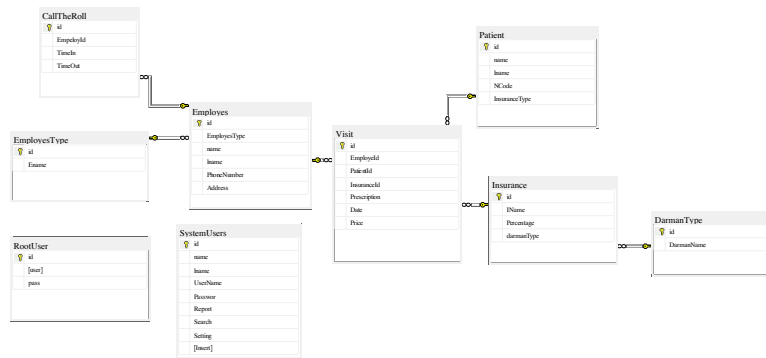 CallTheRoll
id
EmpeloyId
TimeIn
TimeOut
Patient
id
name
lname
NCode
InsuranceType
Employes
id
EmployesType
name
lname
PhoneNumber
Address
EmployesType
id
Ename
Visit
id
EmployeId
PatientId
InsuranceId
Prescription
Date
Price
Insurance
id
IName
Percentage
darmanType
DarmanType
id
DarmanName
RootUser
id
[user]
pass
SystemUsers
id
name
lname
UserName
Passwor
Report
Search
Setting
[Insert]